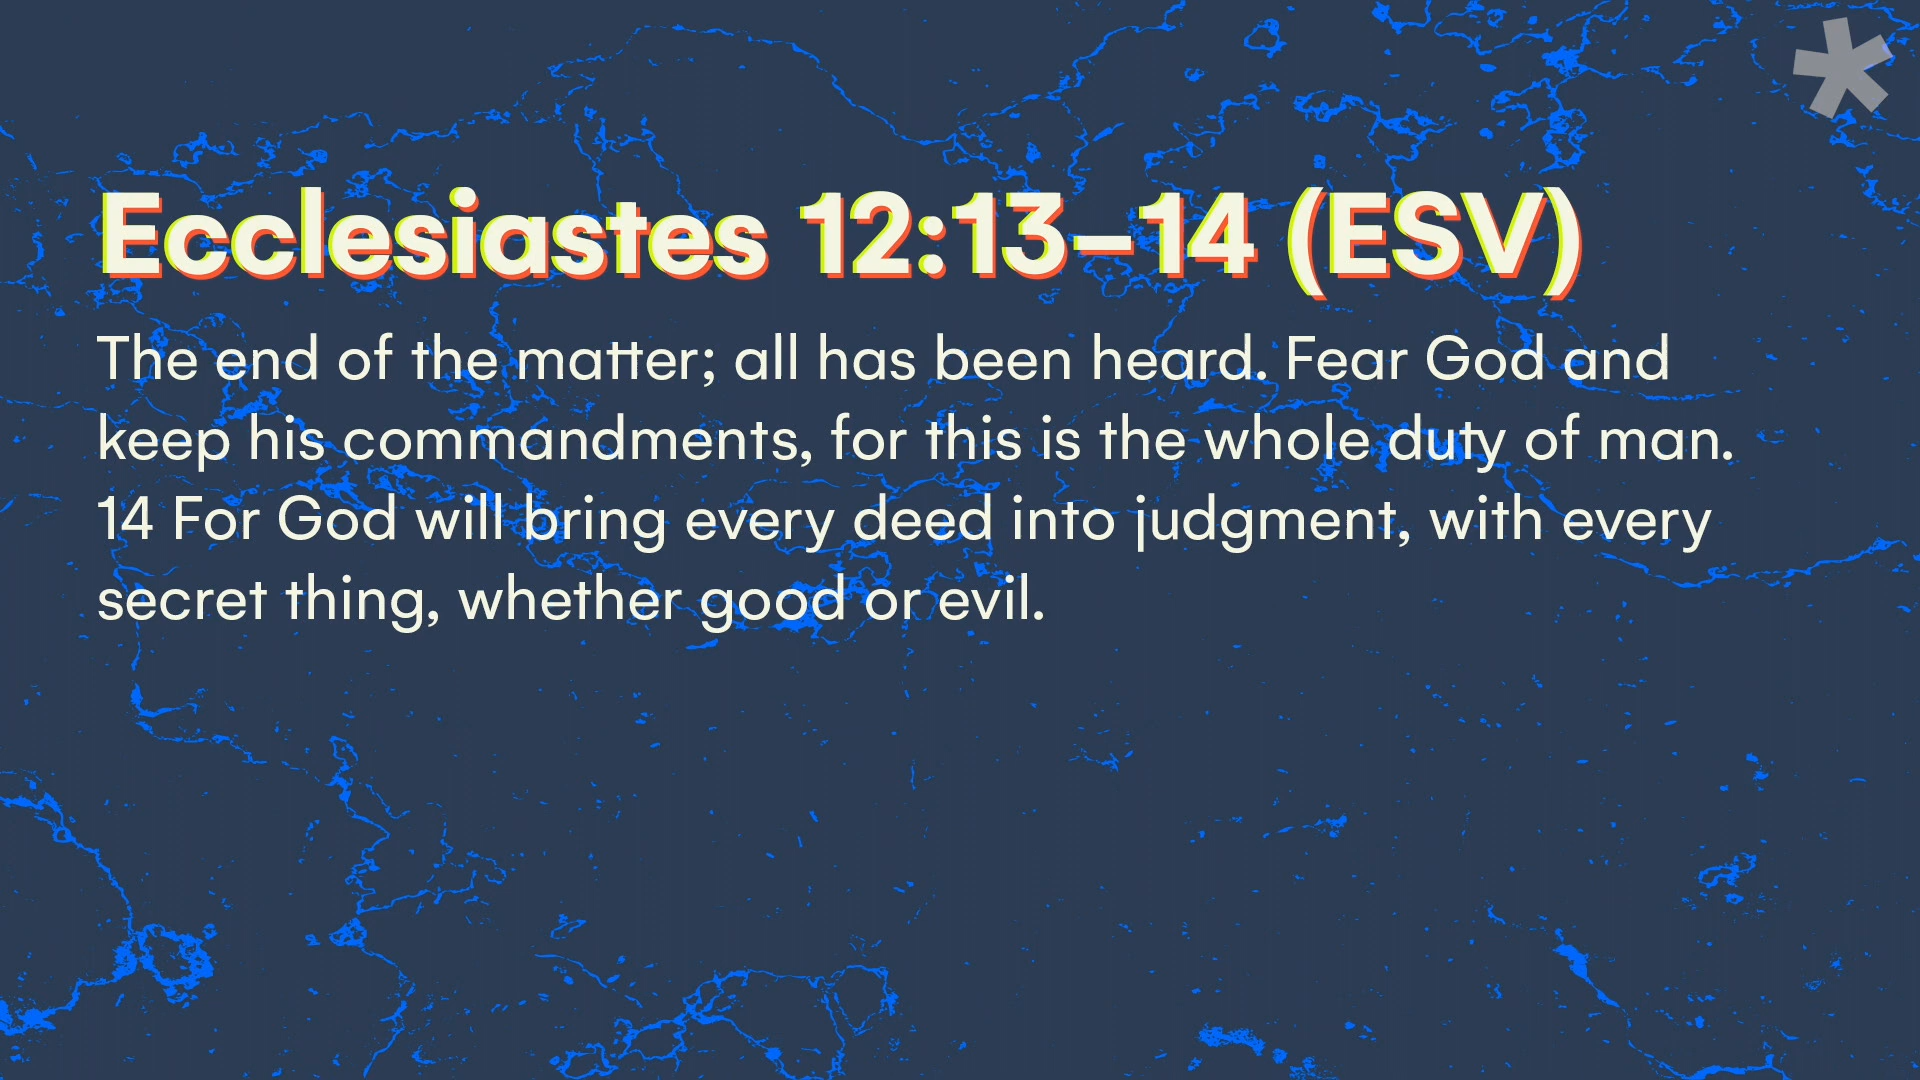 Ecclesiastes 12:13–14 (ESV)
The end of the matter; all has been heard. Fear God and
keep his commandments, for this is the whole duty of man.
14 For God will bring every deed into judgment, with every
secret thing, whether good or evil.